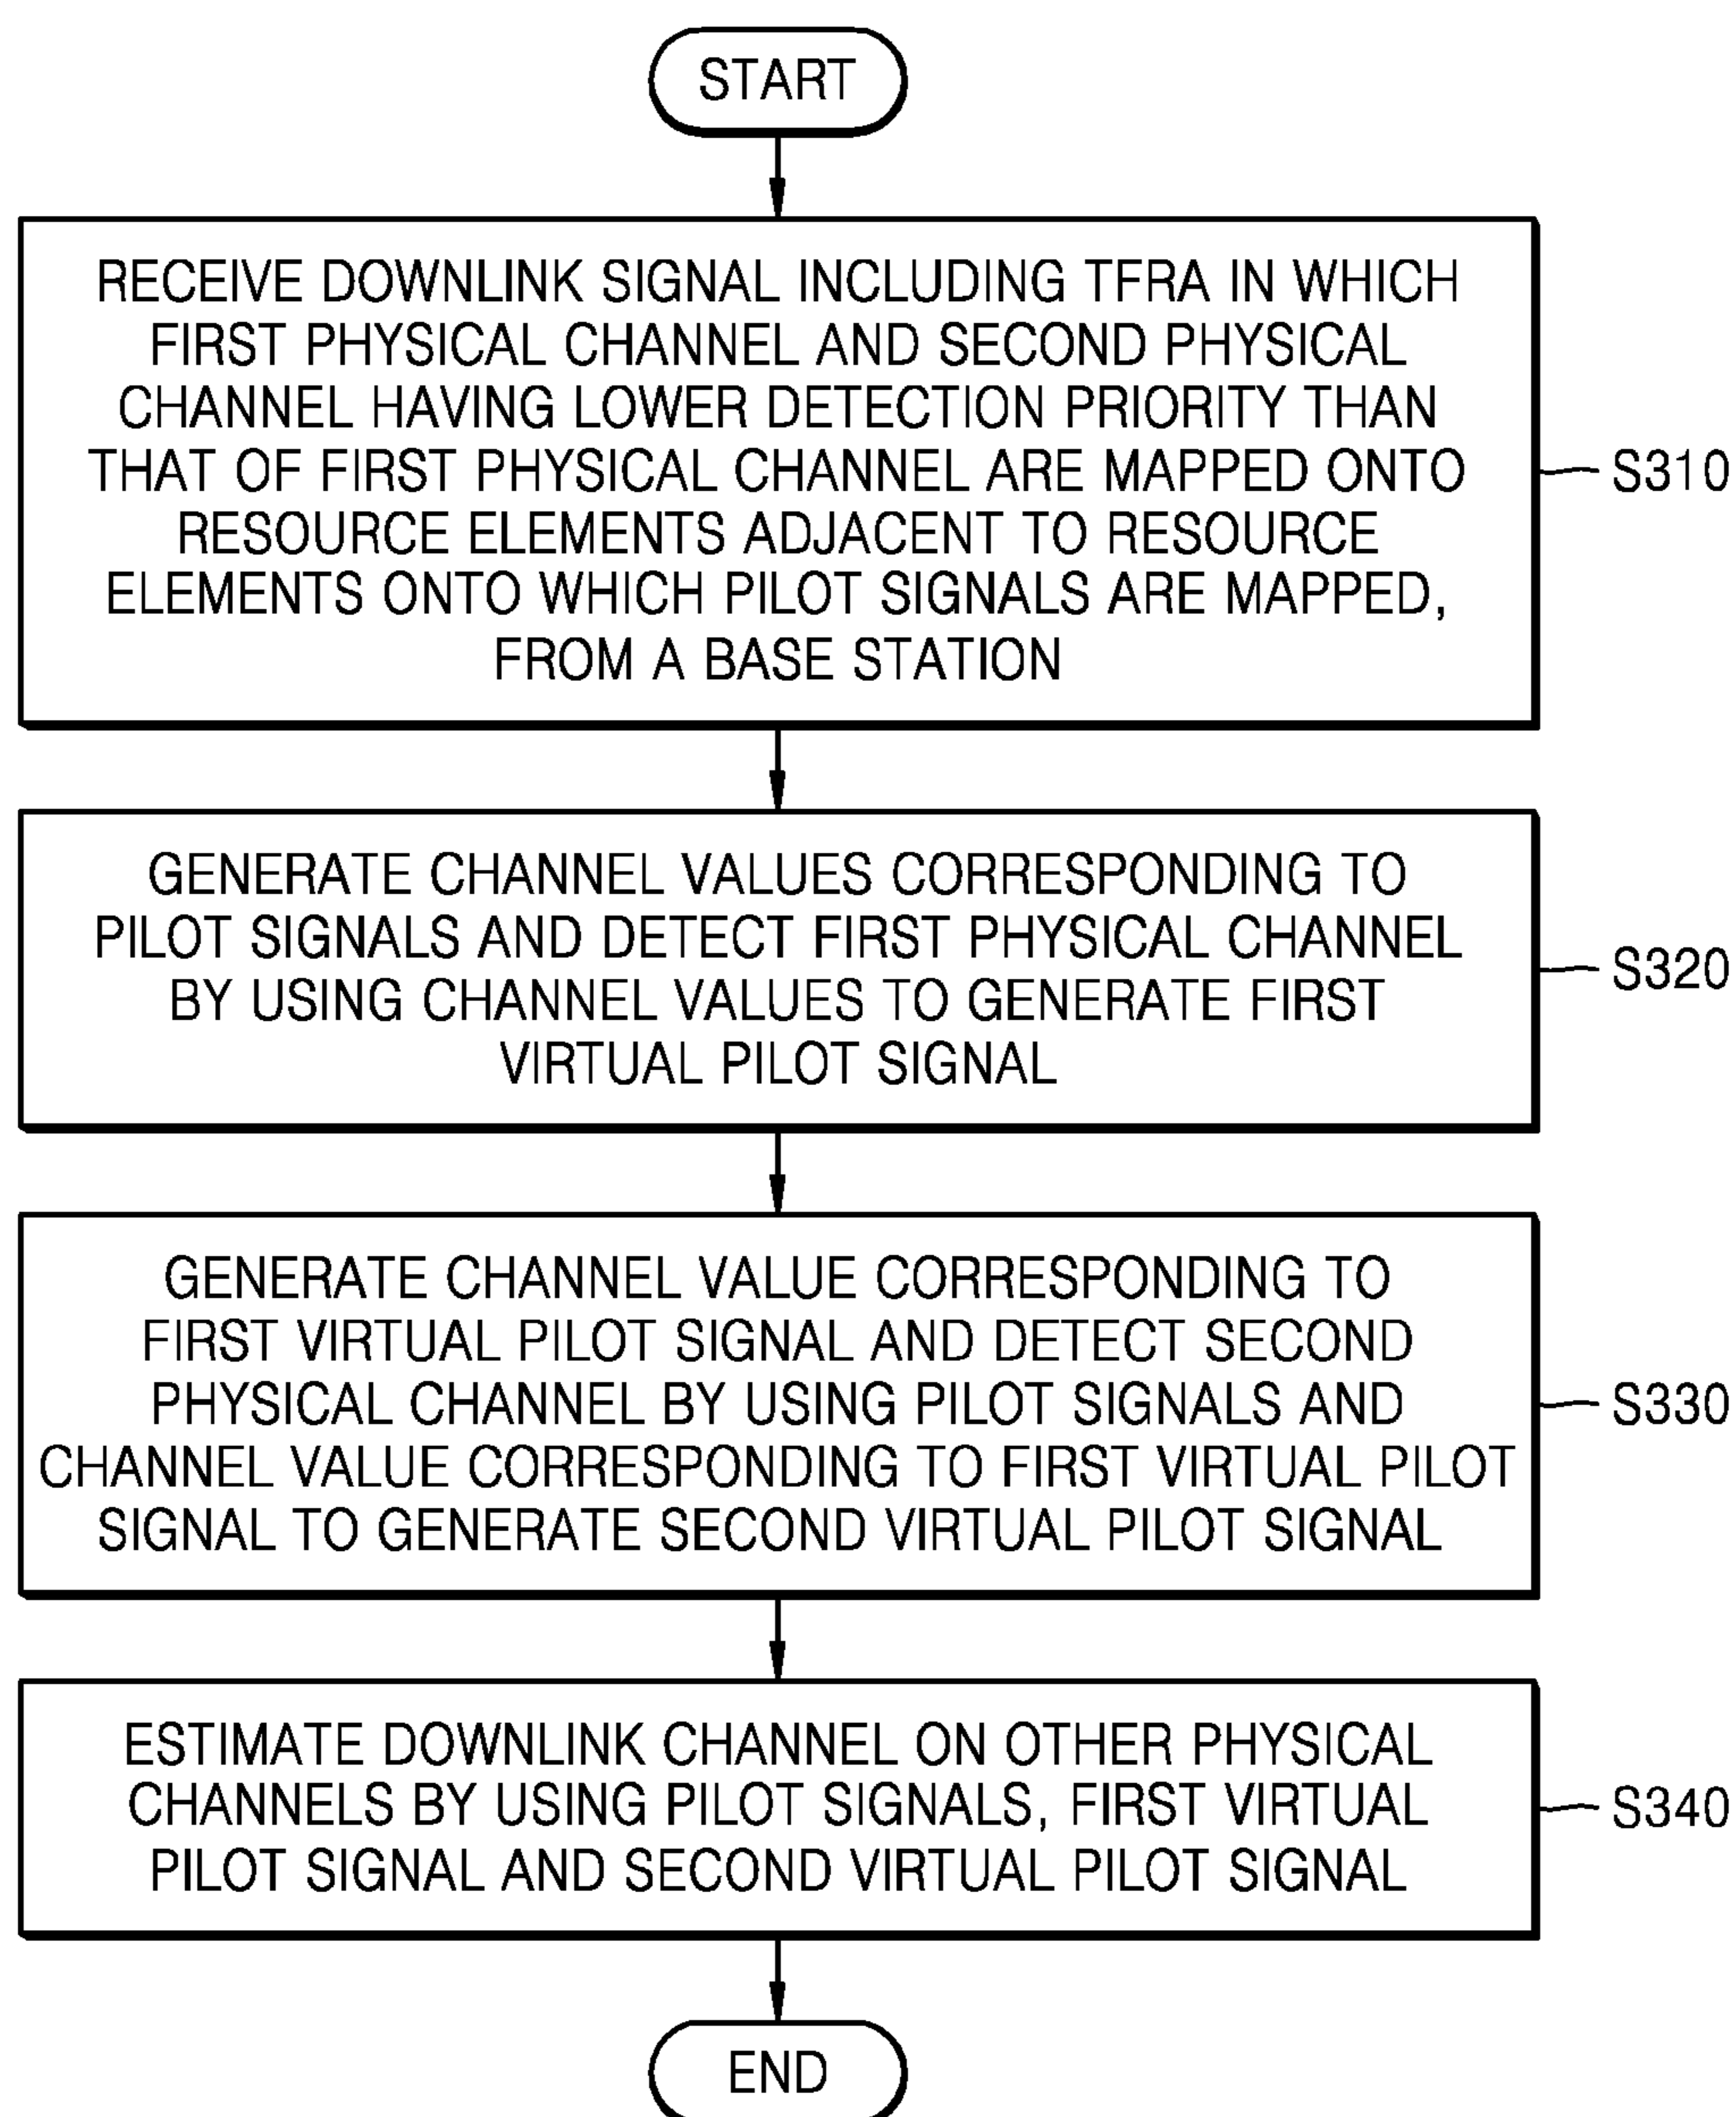 START
RECEIVE DOWNLINK SIGNAL INCLUDING TFRA IN WHICH
FIRST PHYSICAL CHANNEL AND SECOND PHYSICAL
CHANNEL HAVING LOWER DETECTION PRIORITY THAN
THAT OF FIRST PHYSICAL CHANNEL ARE MAPPED ONTO
RESOURCE ELEMENTS ADJACENT TO RESOURCE
ELEMENTS ONTO WHICH PILOT SIGNALS ARE MAPPED,
FROM A BASE STATION
S310
GENERATE CHANNEL VALUES CORRESPONDING TO
PILOT SIGNALS AND DETECT FIRST PHYSICAL CHANNEL
BY USING CHANNEL VALUES TO GENERATE FIRST
VIRTUAL PILOT SIGNAL
S320
GENERATE CHANNEL VALUE CORRESPONDING TO
FIRST VIRTUAL PILOT SIGNAL AND DETECT SECOND
PHYSICAL CHANNEL BY USING PILOT SIGNALS AND
CHANNEL VALUE CORRESPONDING TO FIRST VIRTUAL PILOT
SIGNAL TO GENERATE SECOND VIRTUAL PILOT SIGNAL
S330
ESTIMATE DOWNLINK CHANNEL ON OTHER PHYSICAL
CHANNELS BY USING PILOT SIGNALS, FIRST VIRTUAL
PILOT SIGNAL AND SECOND VIRTUAL PILOT SIGNAL
S340
END